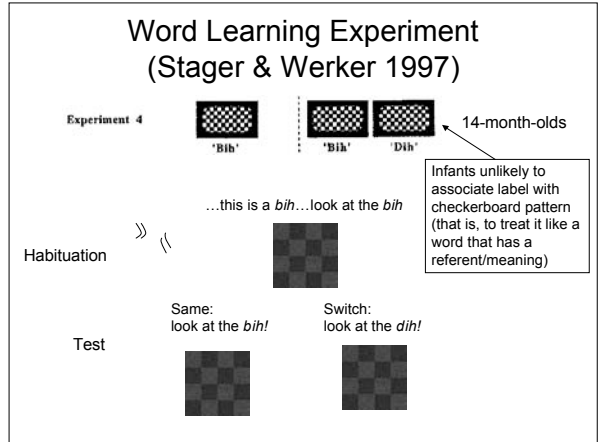 Word Learning Experiment
(Stager & Werker 1997)
Experiment 4
'Bih'
'Bih' 'Dih'
14-month-olds
Infants unlikely to
associate label with
checkerboard pattern
(that is, to treat it like a
word that has a
referent/meaning)
…this is a bih…look at the bih
Habituation
Same:
look at the bih!
Switch:
look at the dih!
Test